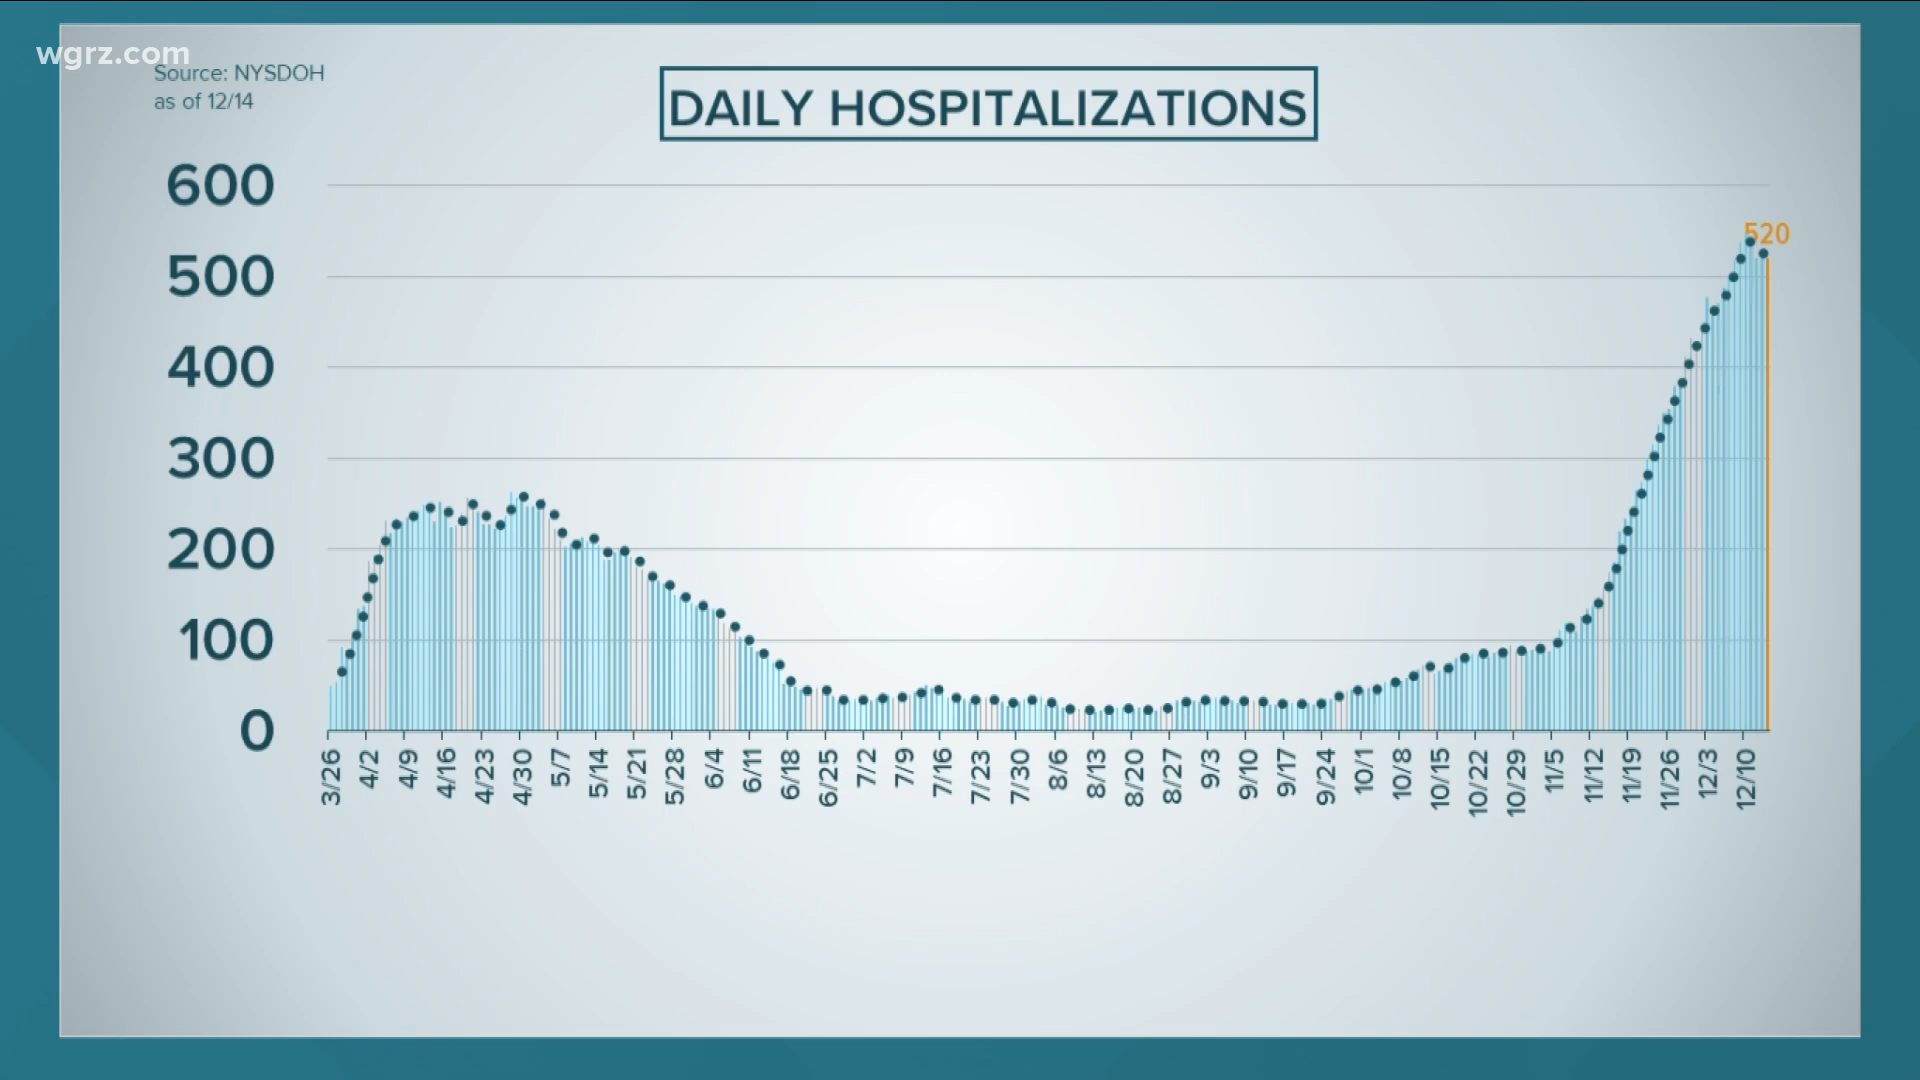 wgrz.com
Source: NYSDOH
as of 12/14
DAILY HOSPITALIZATIONS
600
500
400
300
200
100
0
520
3/26 4/2 4/9 4/16 4/23 4/30 5/7 5/14 5/21 5/28 6/4 6/11 6/18 6/25 7/2 7/9 7/16 7/23 7/30 8/6 8/13 8/20 8/27 9/3 9/10 9/17 9/24 10/1 10/8 10/15 10/22 10/29 11/5 11/12 11/19 11/26 12/3 12/10